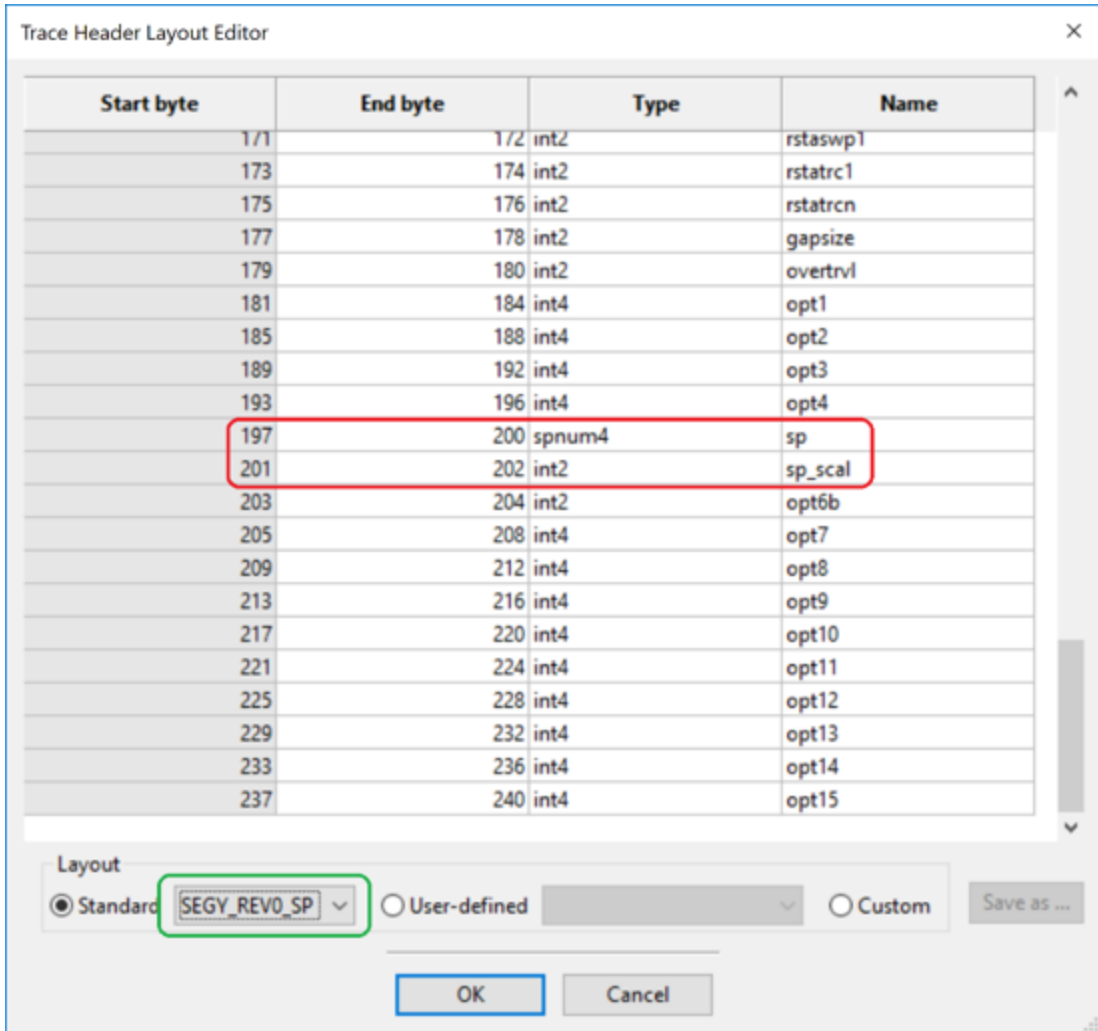 Trace Header Layout Editor
Start byte End byte Type Name
171 172 int2 rstaswp1
173 174 int2 rstatrc1
175 176 int2 rstatrcn
177 178 int2 gapsize
179 180 int2 overtrvl
181 184 int4 opt1
185 188 int4 opt2
189 192 int4 opt3
193 196 int4 opt4
197 200 spnum4 sp
201 202 int2 sp_scal
203 204 int2 opt6b
205 208 int4 opt7
209 212 int4 opt8
213 216 int4 opt9
217 220 int4 opt10
221 224 int4 opt11
225 228 int4 opt12
229 232 int4 opt13
233 236 int4 opt14
237 240 int4 opt15
Layout
Standard SEGY_REV0_SP User-defined Custom Save as ...
OK Cancel